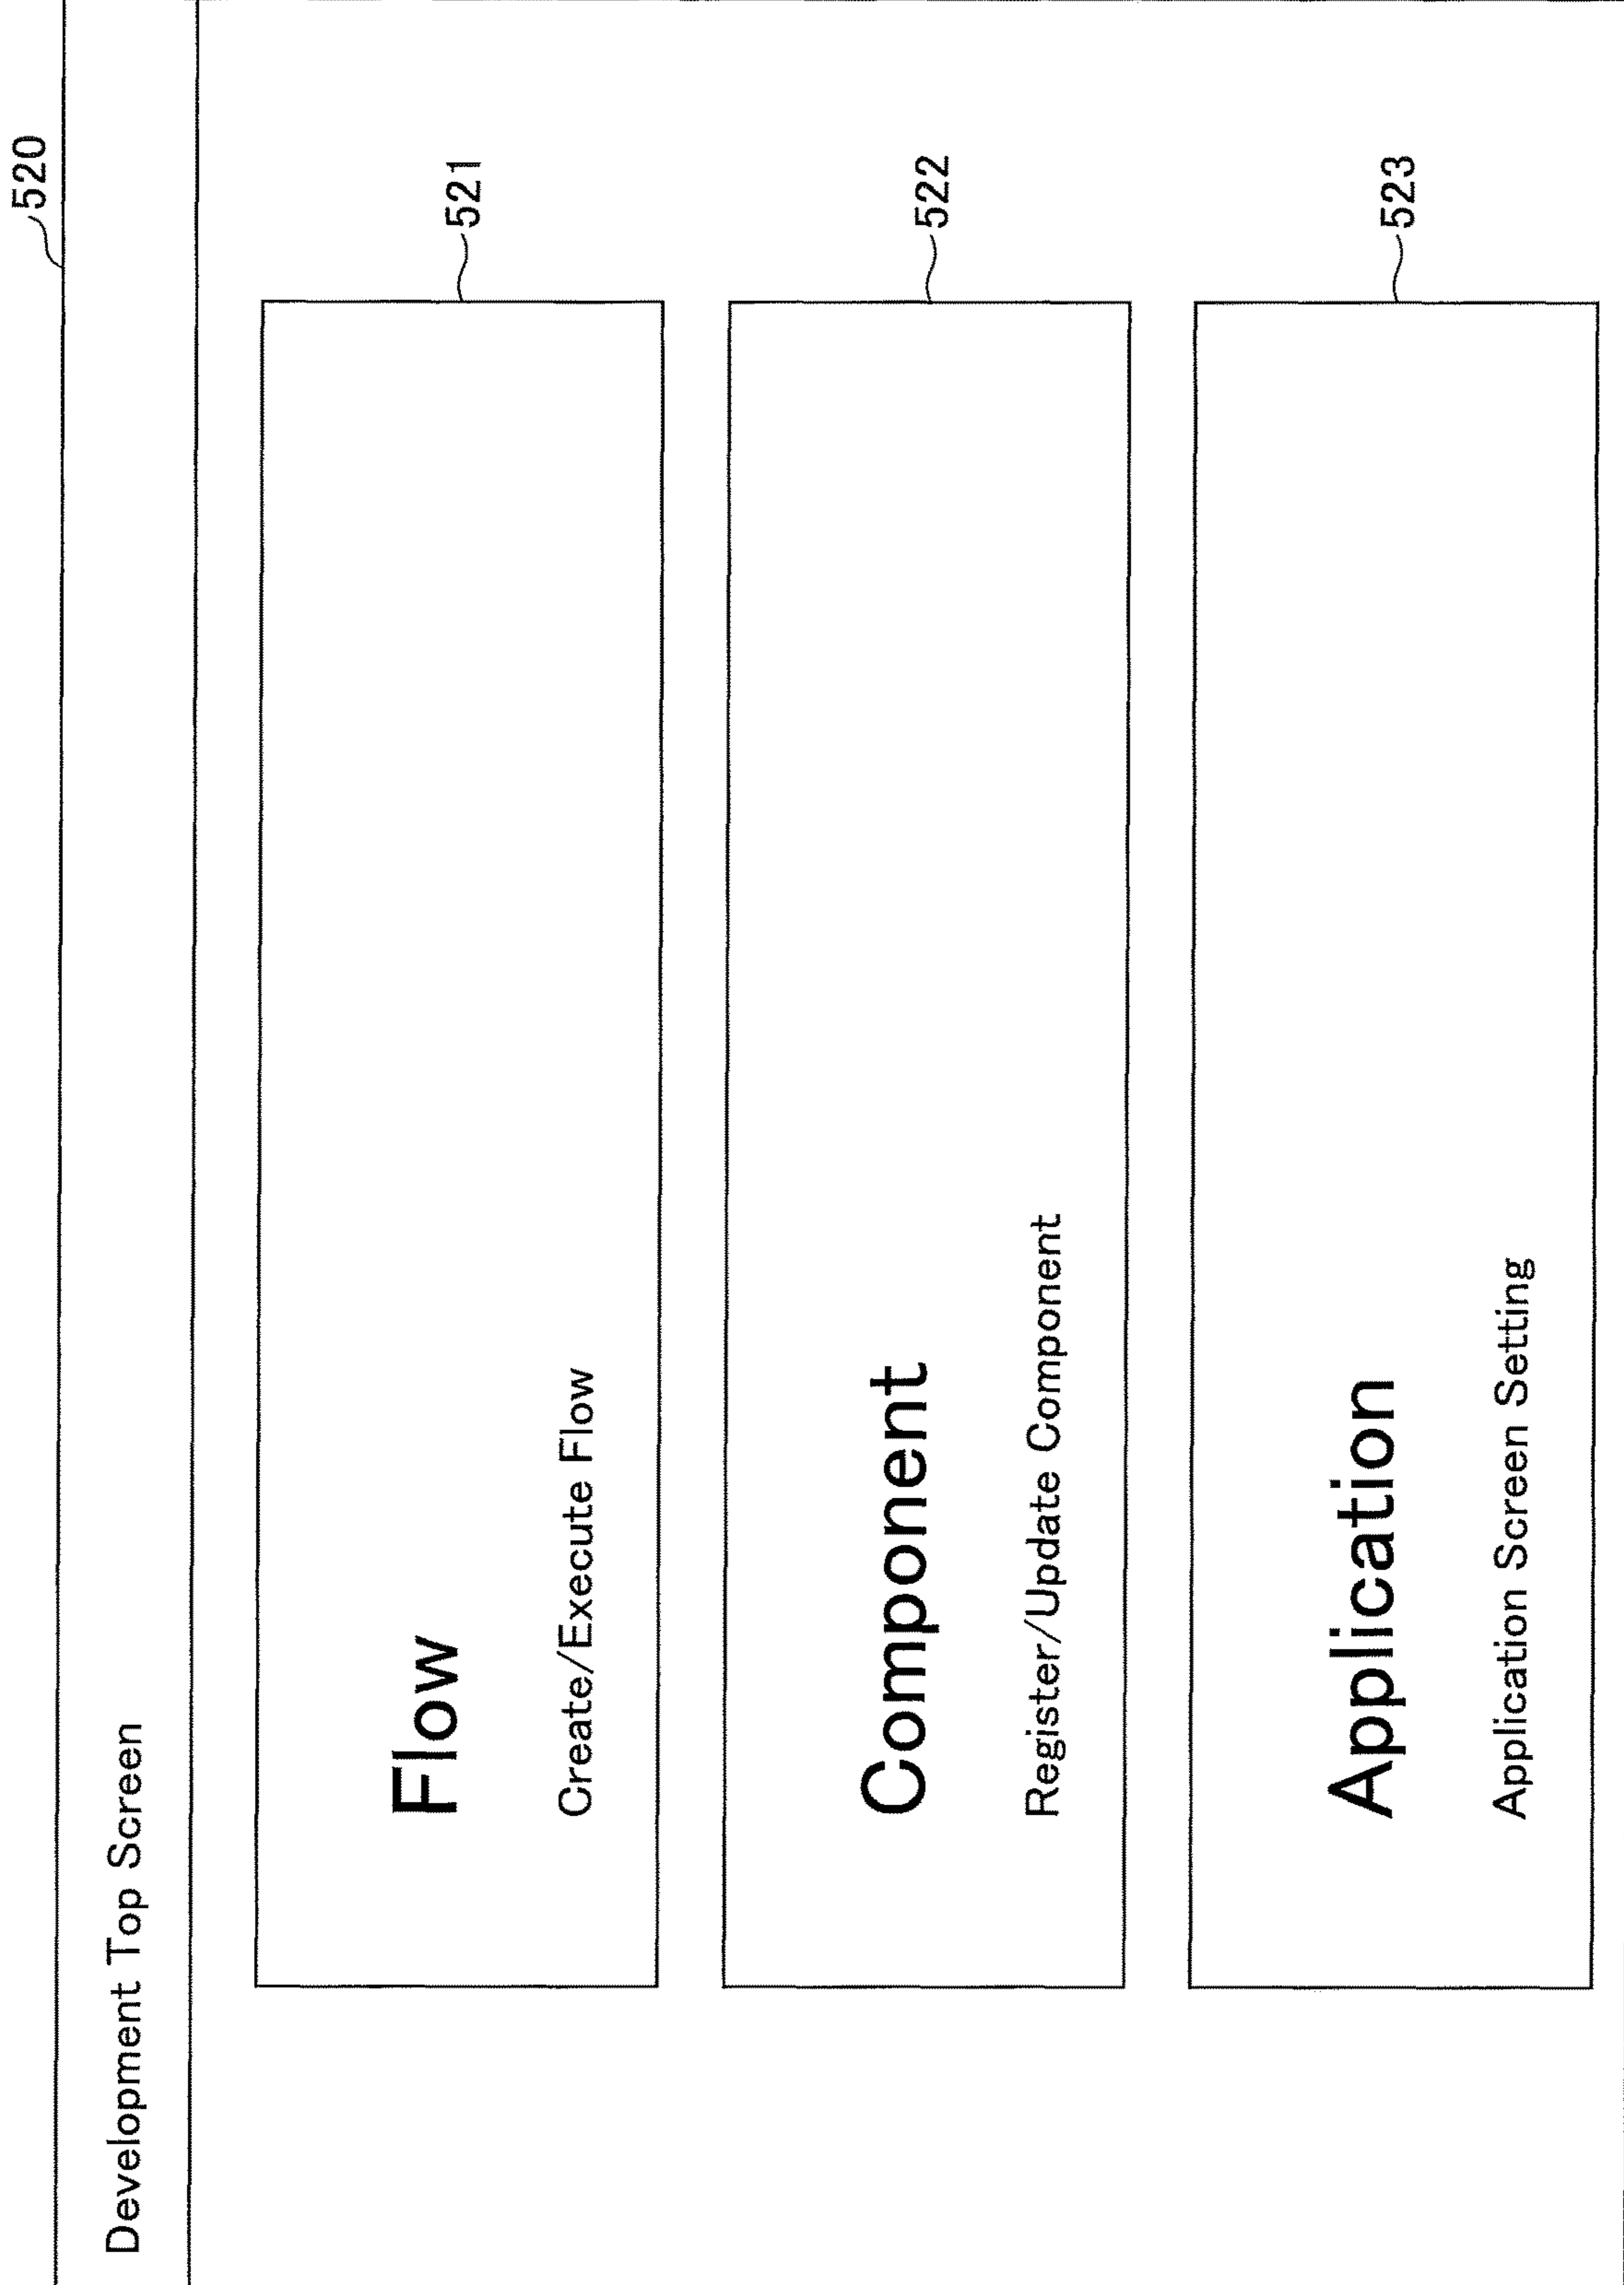 520
Development Top Screen
521
Flow
Create/Execute Flow
522
Component
Register/Update Component
523
Application
Application Screen Setting